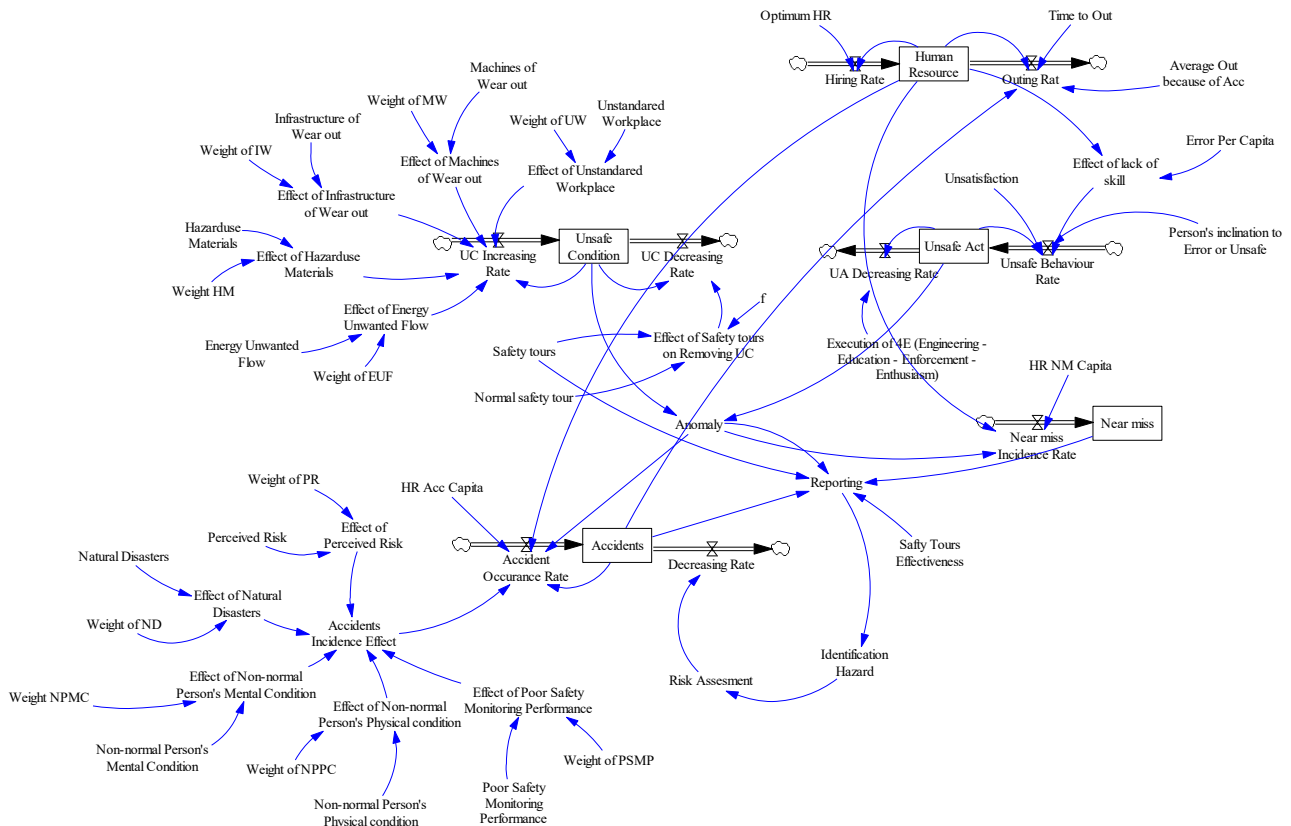 Optimum HR
Time to Out
Human
Resource
Hiring Rate
Outing Rat
Average Out
because of Acc
Machines of
Wear out
Weight of MW
Infrastructure of
Wear out
Weight of UW
Unstandared
Workplace
Weight of IW
Effect of Machines
of Wear out
Effect of Unstandared
Workplace
Error Per Capita
Effect of lack of
skill
Unsatisfaction
Effect of Infrastructure
of Wear out
Hazarduse
Materials
Effect of Hazarduse
Materials
Weight HM
UC Increasing
Rate
Unsafe
Condition
UC Decreasing
Rate
Unsafe Act
UA Decreasing Rate
Unsafe Behaviour
Rate
Person's inclination to
Error or Unsafe
Effect of Energy
Unwanted Flow
Energy Unwanted
Flow
Weight of EUF
f
Safety tours
Effect of Safety tours
on Removing UC
Normal safety tour
Execution of 4E (Engineering -
Education - Enforcement -
Enthusiasm)
HR NM Capita
Anomaly
Near miss
Incidence Rate
Near miss
Weight of PR
HR Acc Capita
Reporting
Perceived Risk
Effect of
Perceived Risk
Natural Disasters
Accident
Occurance Rate
Accidents
Decreasing Rate
Safty Tours
Effectiveness
Effect of Natural
Disasters
Weight of ND
Accidents
Incidence Effect
Identification
Hazard
Risk Assesment
Weight NPMC
Effect of Non-normal
Person's Mental Condition
Effect of Non-normal
Person's Physical condition
Effect of Poor Safety
Monitoring Performance
Non-normal Person's
Mental Condition
Weight of NPPC
Weight of PSMP
Non-normal Person's
Physical condition
Poor Safety
Monitoring
Performance